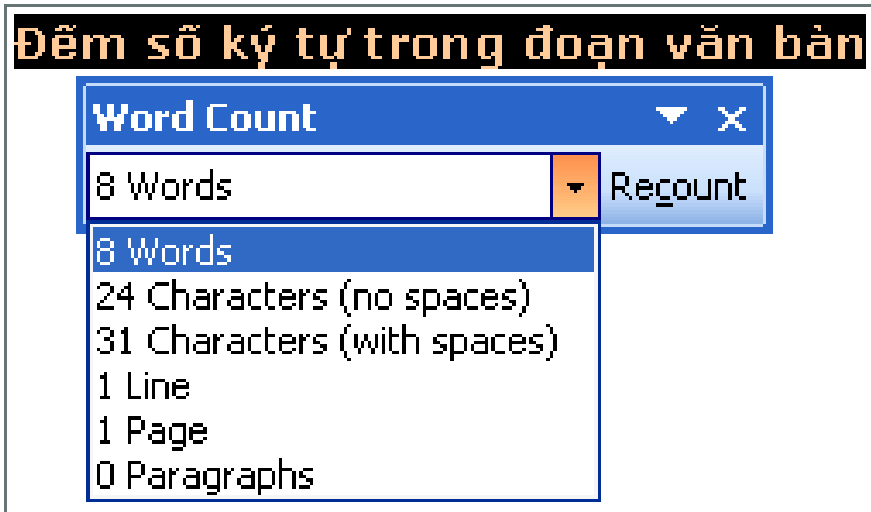 Đếm số ký tự trong đoạn văn bản
Word Count
8 Words Recount
8 Words
24 Characters (no spaces)
31 Characters (with spaces)
1 Line
1 Page
0 Paragraphs